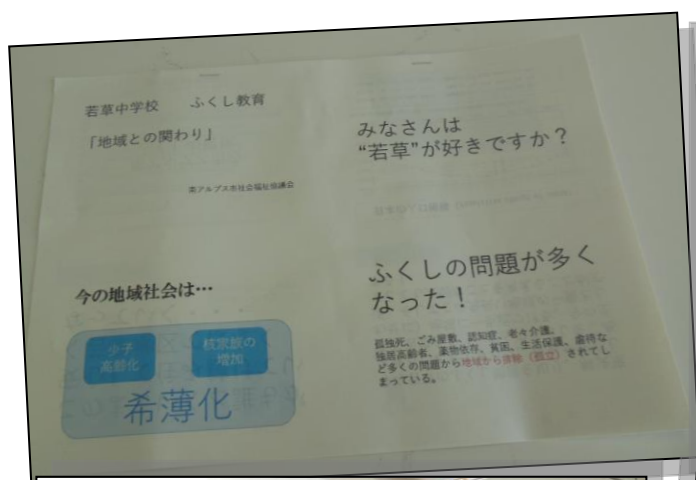 若草中学校　　ふくし教育
「地域との関わり」
南アルプス市社会福祉協議会
みなさんは
“若草”が好きですか？
今の地域社会は…
少子
高齢化
核家族の
増加
希薄化
ふくしの問題が多く
なった！
孤独死、ごみ屋敷、認知症、老々介護、
独居高齢者、薬物依存、貧困、生活保護、虐待な
ど多くの問題から地域から排除（孤立）されてし
まっている。